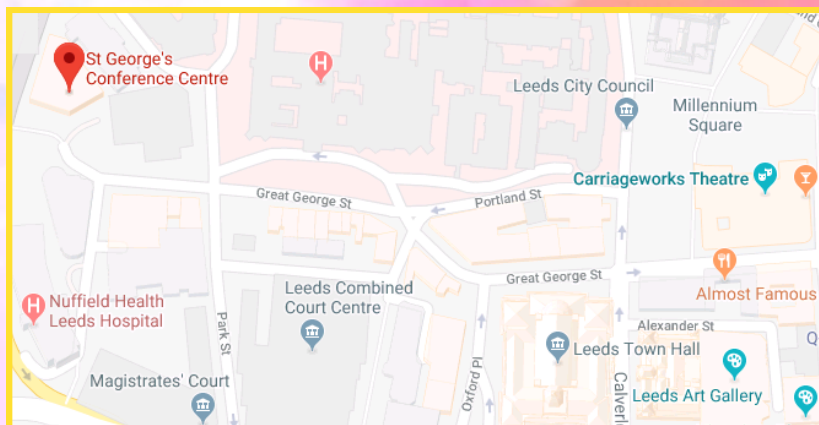 St George's
Conference Centre
H
Leeds City Council
Millennium
Square
Carriageworks Theatre
Great George St
Portland St
Great George St
Almost Famous
H
Nuffield Health
Leeds Hospital
Leeds Combined
Court Centre
Park St
Alexander St
Leeds Town Hall
Oxford Pl
Magistrates' Court
Leeds Art Gallery